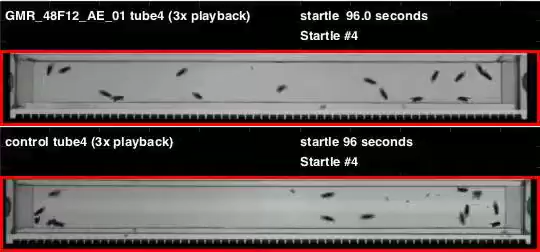 GMR_48F12_AE_01 tube4 (3x playback)
startle 96.0 seconds
Startle #4
control tube4 (3x playback)
startle 96 seconds
Startle #4